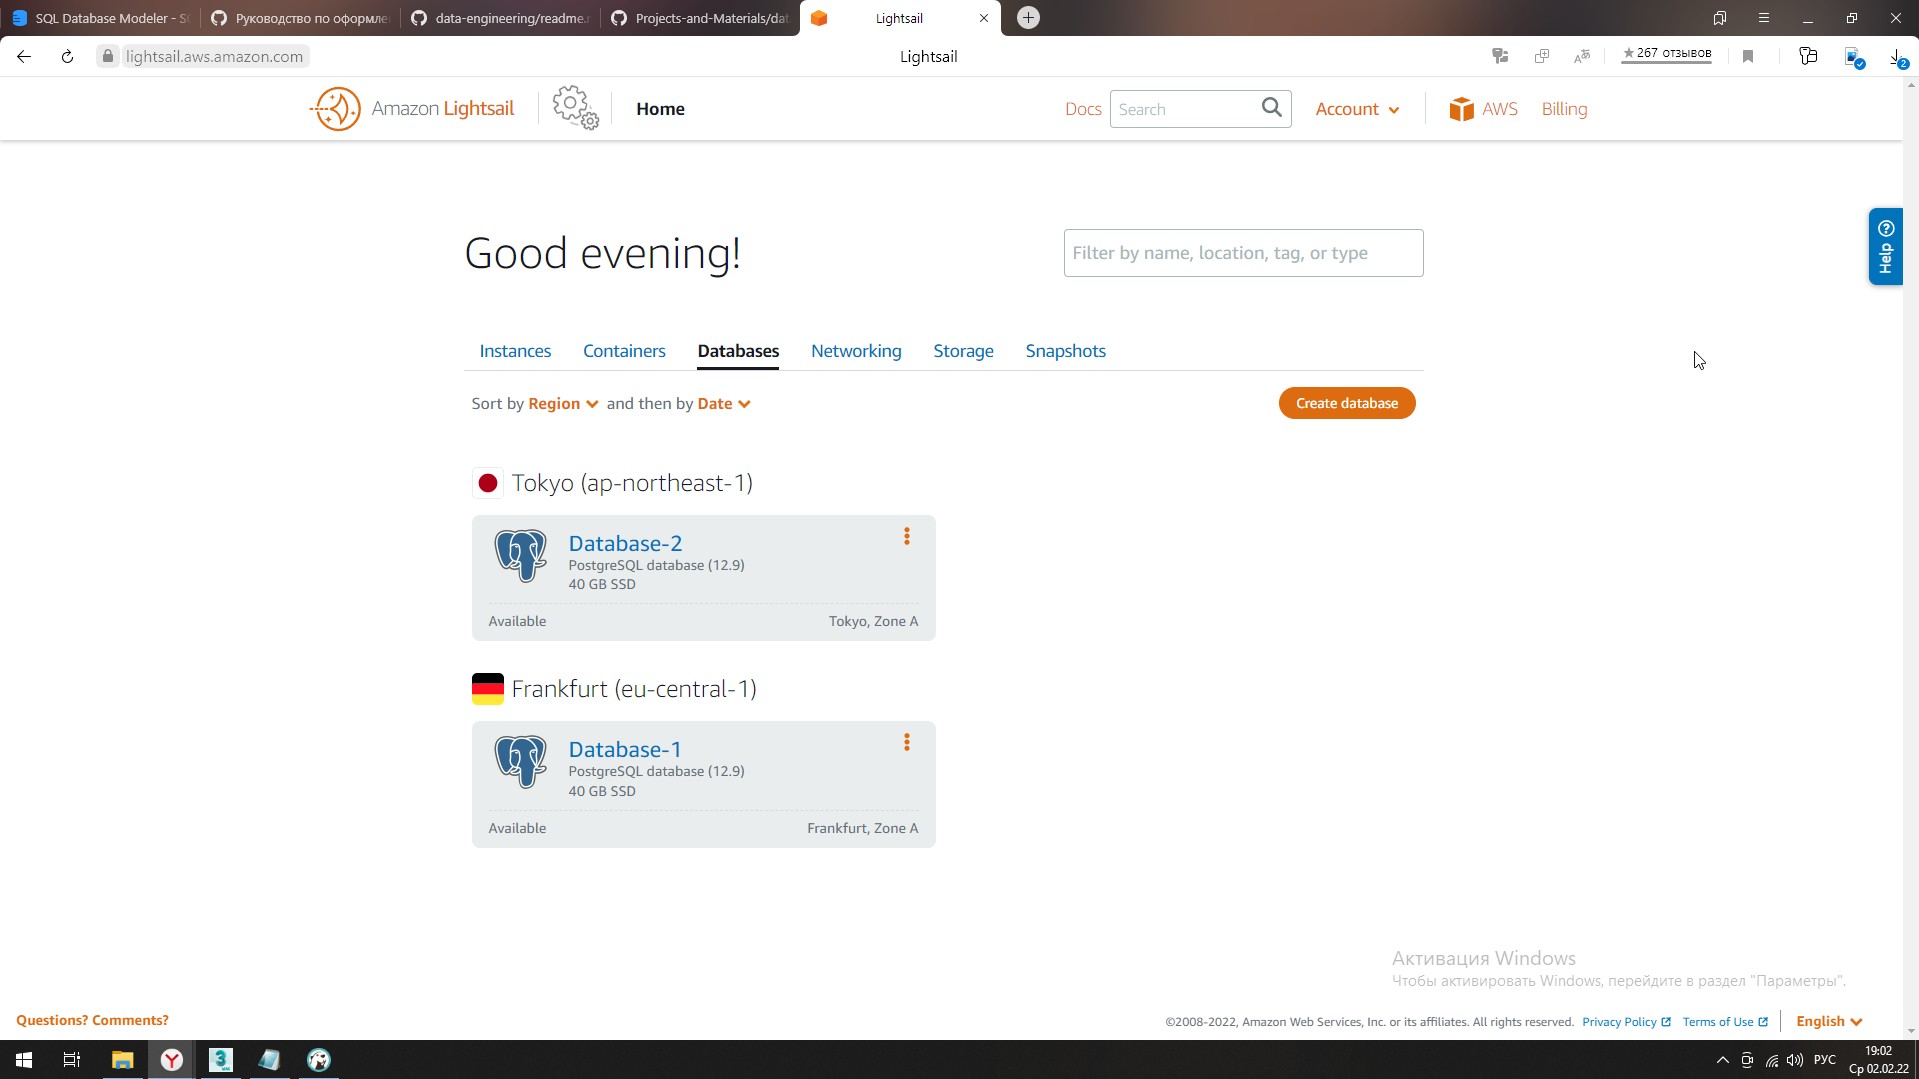 SQL Database Modeler - S
Руководство по оформле
data-engineering/readme.
Projects-and-Materials/dat
Lightsail
lightsail.aws.amazon.com
Lightsail
267 отзывов
2
Amazon Lightsail
Home
Docs
Search
Account
AWS
Billing
Help
Good evening!
Filter by name, location, tag, or type
Instances
Containers
Databases
Networking
Storage
Snapshots
Sort by Region and then by Date
Create database
Tokyo (ap-northeast-1)
Database-2
PostgreSQL database (12.9)
40 GB SSD
Available
Tokyo, Zone A
Frankfurt (eu-central-1)
Database-1
PostgreSQL database (12.9)
40 GB SSD
Available
Frankfurt, Zone A
Активация Windows
Чтобы активировать Windows, перейдите в раздел "Параметры".
Questions? Comments?
©2008-2022, Amazon Web Services, Inc. or its affiliates. All rights reserved.
Privacy Policy
Terms of Use
English
РУС
19:02
Ср 02.02.22